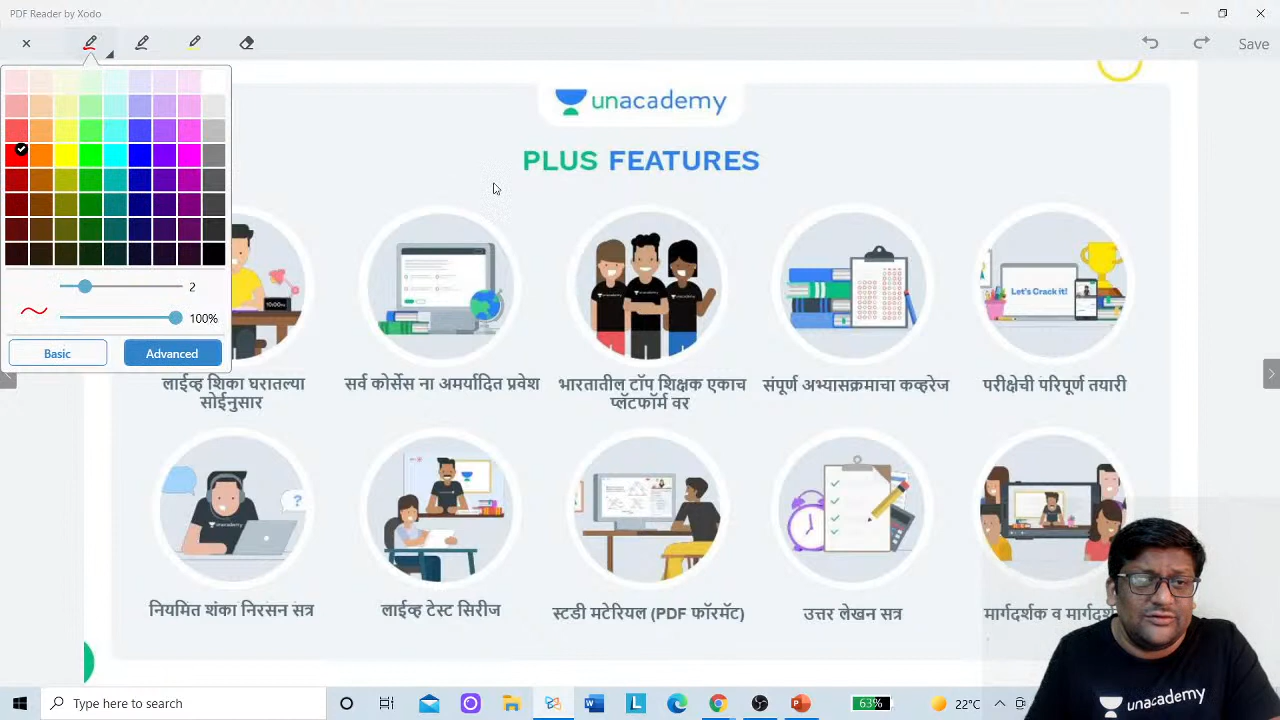 PDF Reader by Xodo
Save
unacademy
PLUS FEATURES
2
100%
Basic
Advanced
10:00
Let's Crack it!
लाईव्ह शिका घरातल्या
सोईनुसार
सर्व कोर्सेस ना अमर्यादित प्रवेश
भारतातील टॉप शिक्षक एकाच
प्लॅटफॉर्म वर
संपूर्ण अभ्यासक्रमाचा कव्हरेज
परीक्षेची परिपूर्ण तयारी
?
नियमित शंका निरसन सत्र
लाईव्ह टेस्ट सिरीज
स्टडी मटेरियल (PDF फॉरमॅट)
उत्तर लेखन सत्र
मार्गदर्शक व
unacademy
Type here to search
63%
22°C